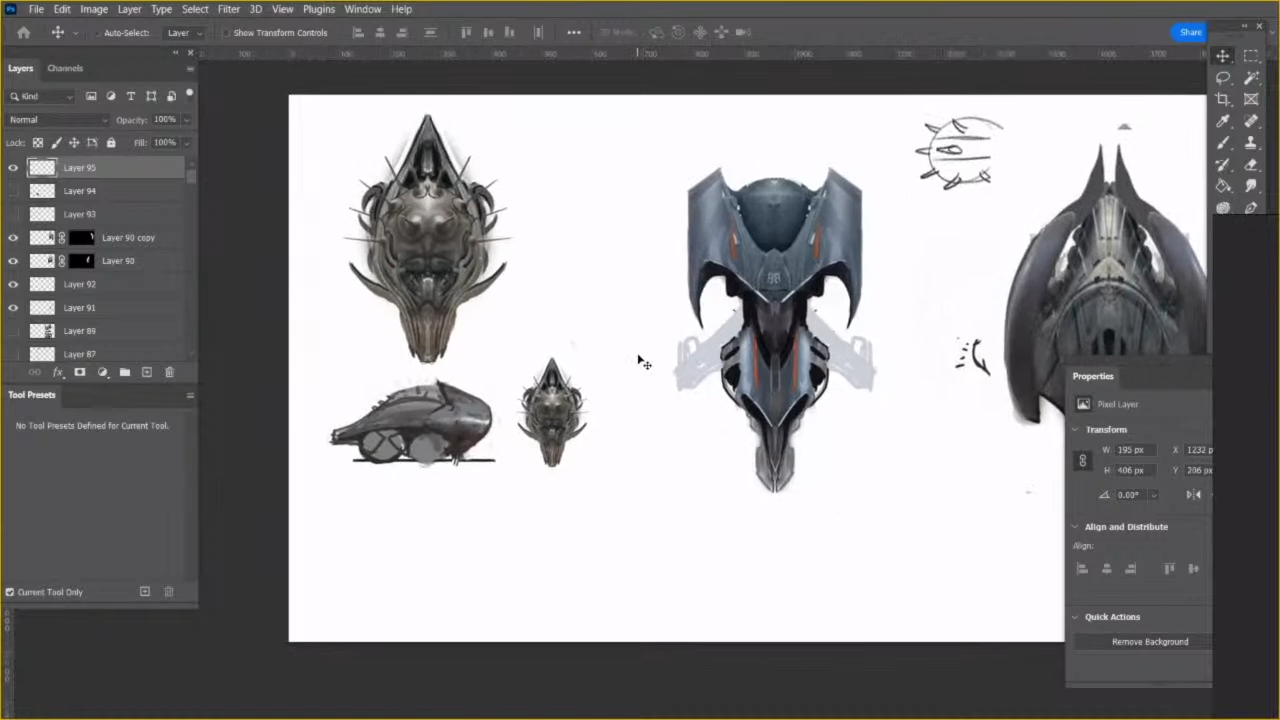 Ps File Edit Image Layer Type Select Filter 3D View Plugins Window Help
Auto-Select: Layer Show Transform Controls Share
Layers Channels
Kind
Normal Opacity: 100%
Lock: Fill: 100%
Layer 95
Layer 94
Layer 93
Layer 90 copy
Layer 90
Layer 92
Layer 91
Layer 89
Layer 87
fx
Tool Presets
No Tool Presets Defined for Current Tool.
Current Tool Only
Properties
Pixel Layer
Transform
W 195 px X 1232 px
H 406 px Y 206 px
0.00°
Align and Distribute
Align:
Quick Actions
Remove Background